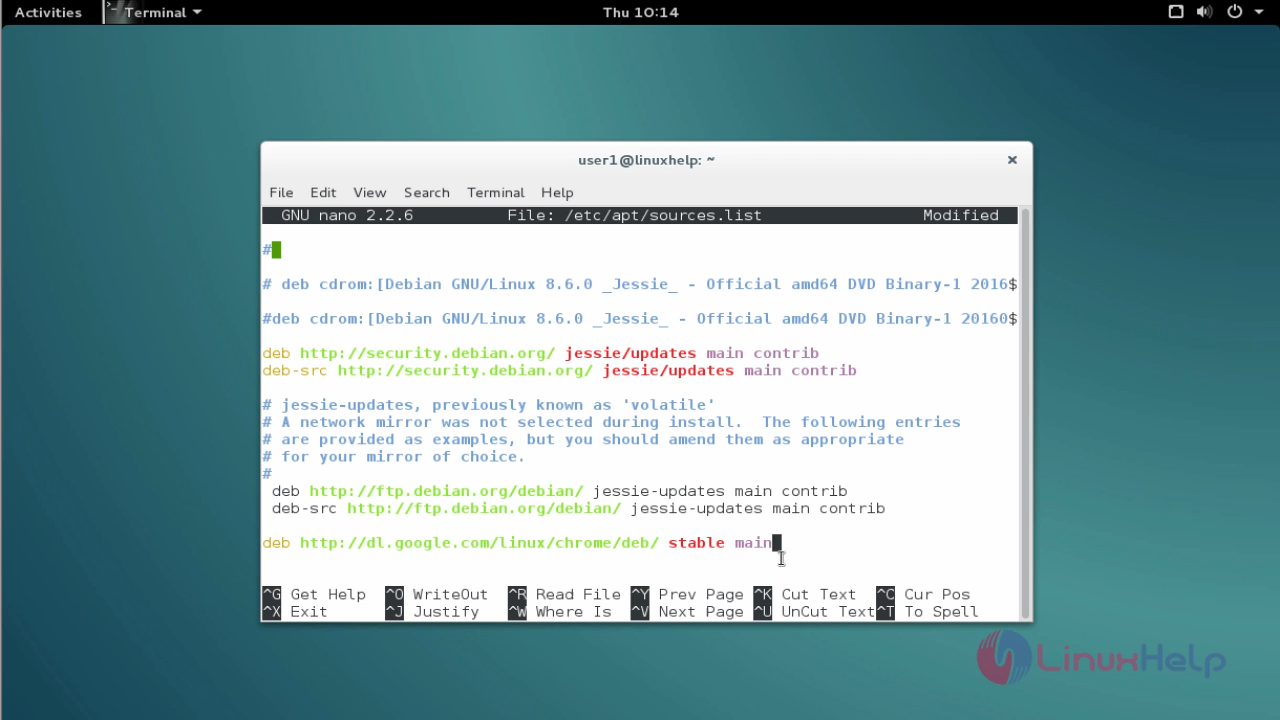 Activities Terminal Thu 10:14
user1@linuxhelp: ~
File Edit View Search Terminal Help
GNU nano 2.2.6 File: /etc/apt/sources.list Modified
#
# deb cdrom:[Debian GNU/Linux 8.6.0 _Jessie_ - Official amd64 DVD Binary-1 2016$
#deb cdrom:[Debian GNU/Linux 8.6.0 _Jessie_ - Official amd64 DVD Binary-1 20160$
deb http://security.debian.org/ jessie/updates main contrib
deb-src http://security.debian.org/ jessie/updates main contrib
# jessie-updates, previously known as 'volatile'
# A network mirror was not selected during install.  The following entries
# are provided as examples, but you should amend them as appropriate
# for your mirror of choice.
#
deb http://ftp.debian.org/debian/ jessie-updates main contrib
deb-src http://ftp.debian.org/debian/ jessie-updates main contrib
deb http://dl.google.com/linux/chrome/deb/ stable main
^G Get Help ^O WriteOut ^R Read File ^Y Prev Page ^K Cut Text ^C Cur Pos
^X Exit ^J Justify ^W Where Is ^V Next Page ^U UnCut Text ^T To Spell
LinuxHelp